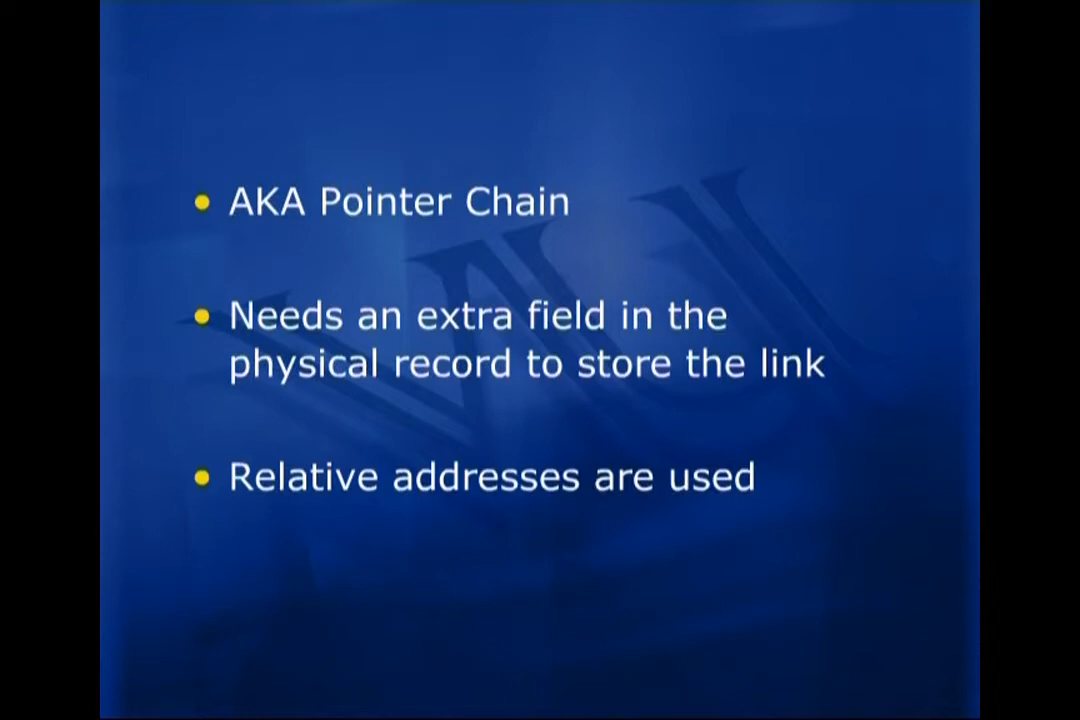 • AKA Pointer Chain
• Needs an extra field in the
physical record to store the link
• Relative addresses are used
VU